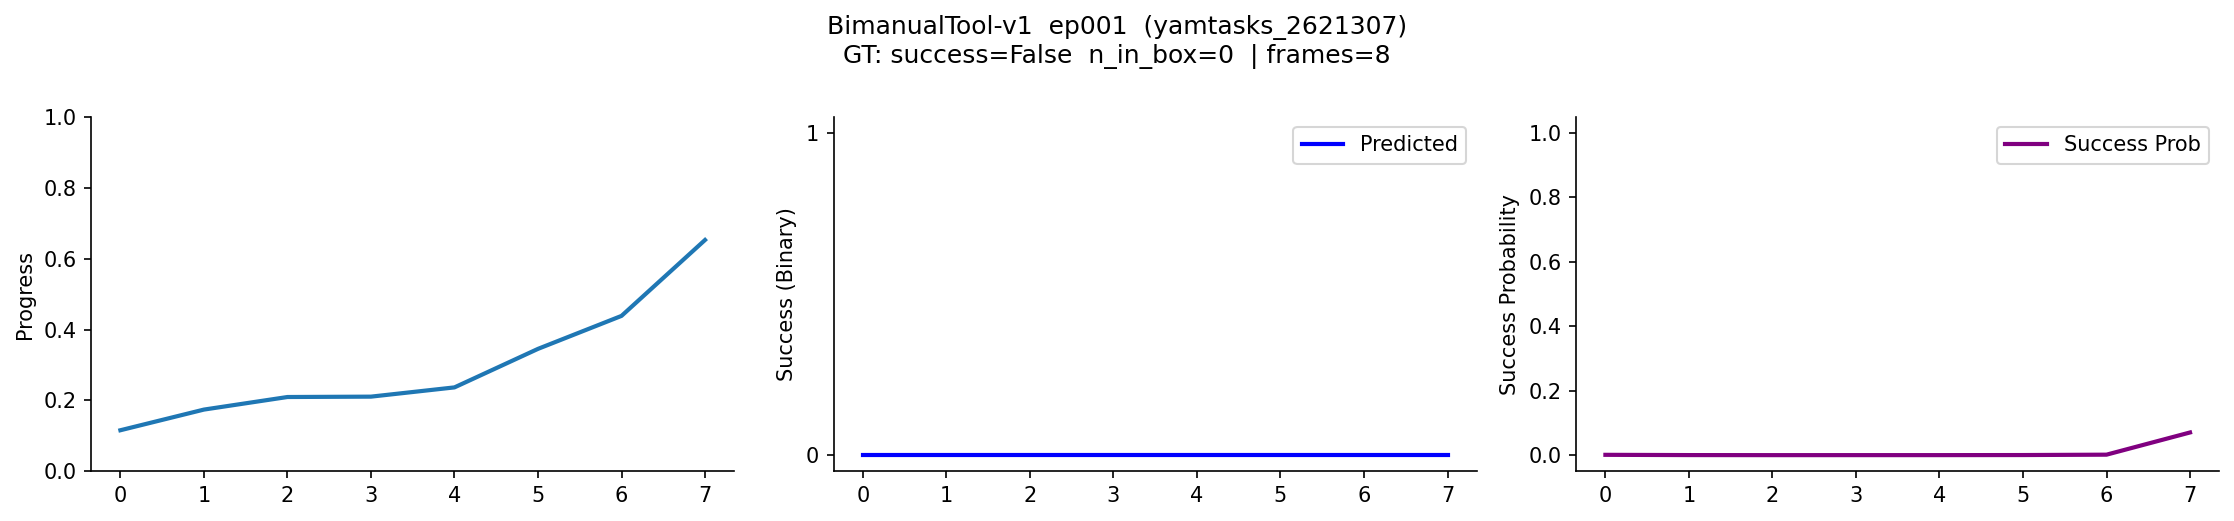 BimanualTool-v1  ep001  (yamtasks_2621307)
GT: success=False  n_in_box=0  | frames=8
Progress
1.0
0.8
0.6
0.4
0.2
0.0
0 1 2 3 4 5 6 7
Success (Binary)
1
0
Predicted
0 1 2 3 4 5 6 7
Success Probability
1.0
0.8
0.6
0.4
0.2
0.0
Success Prob
0 1 2 3 4 5 6 7